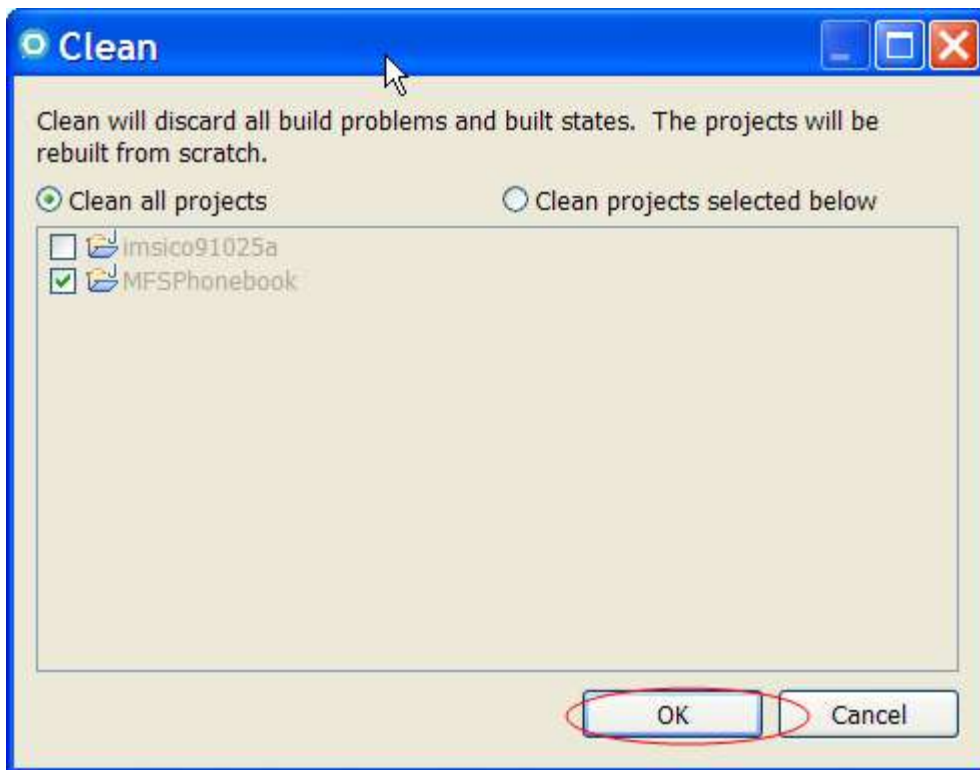 Clean
Clean will discard all build problems and built states.  The projects will be
rebuilt from scratch.
Clean all projects
Clean projects selected below
imsico91025a
MFSPhonebook
OK
Cancel